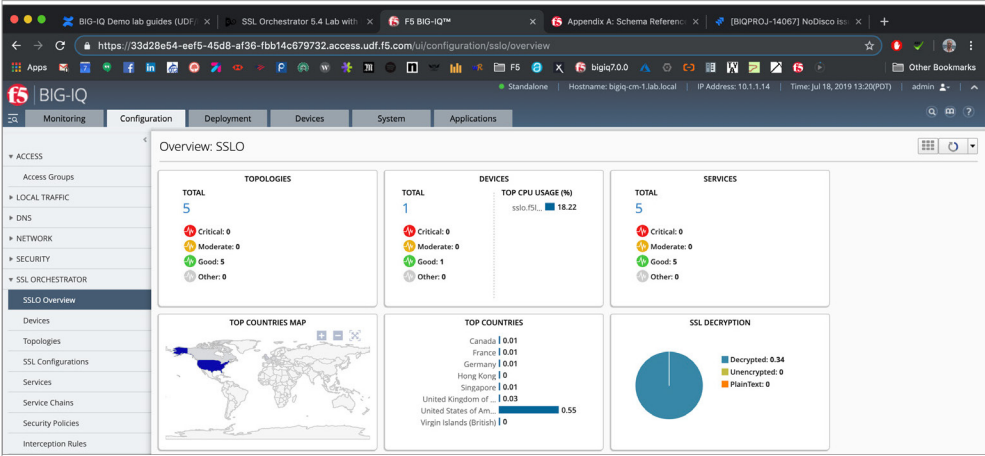 BIG-IQ Demo lab guides (UDF/
SSL Orchestrator 5.4 Lab with
F5 BIG-IQ™
Appendix A: Schema Reference
[BIQPROJ-14067] NoDisco iss
https://33d28e54-eef5-45d8-af36-fbb14c679732.access.udf.f5.com/ui/configuration/sslo/overview
Apps
F5
bigiq7.0.0
Other Bookmarks
f5 BIG-IQ
Standalone | Hostname: bigiq-cm-1.lab.local | IP Address: 10.1.1.14 | Time: Jul 18, 2019 13:20(PDT) | admin
Monitoring Configuration Deployment Devices System Applications
Overview: SSLO
ACCESS
Access Groups
LOCAL TRAFFIC
DNS
NETWORK
SECURITY
SSL ORCHESTRATOR
SSLO Overview
Devices
Topologies
SSL Configurations
Services
Service Chains
Security Policies
Interception Rules
TOPOLOGIES
TOTAL
5
Critical: 0
Moderate: 0
Good: 5
Other: 0
DEVICES
TOTAL
1
Critical: 0
Moderate: 0
Good: 1
Other: 0
TOP CPU USAGE (%)
sslo.f5l... 18.22
SERVICES
TOTAL
5
Critical: 0
Moderate: 0
Good: 5
Other: 0
TOP COUNTRIES MAP
TOP COUNTRIES
Canada 0.01
France 0.01
Germany 0.01
Hong Kong 0
Singapore 0.01
United Kingdom of ... 0.03
United States of Am... 0.55
Virgin Islands (British) 0
SSL DECRYPTION
Decrypted: 0.34
Unencrypted: 0
PlainText: 0